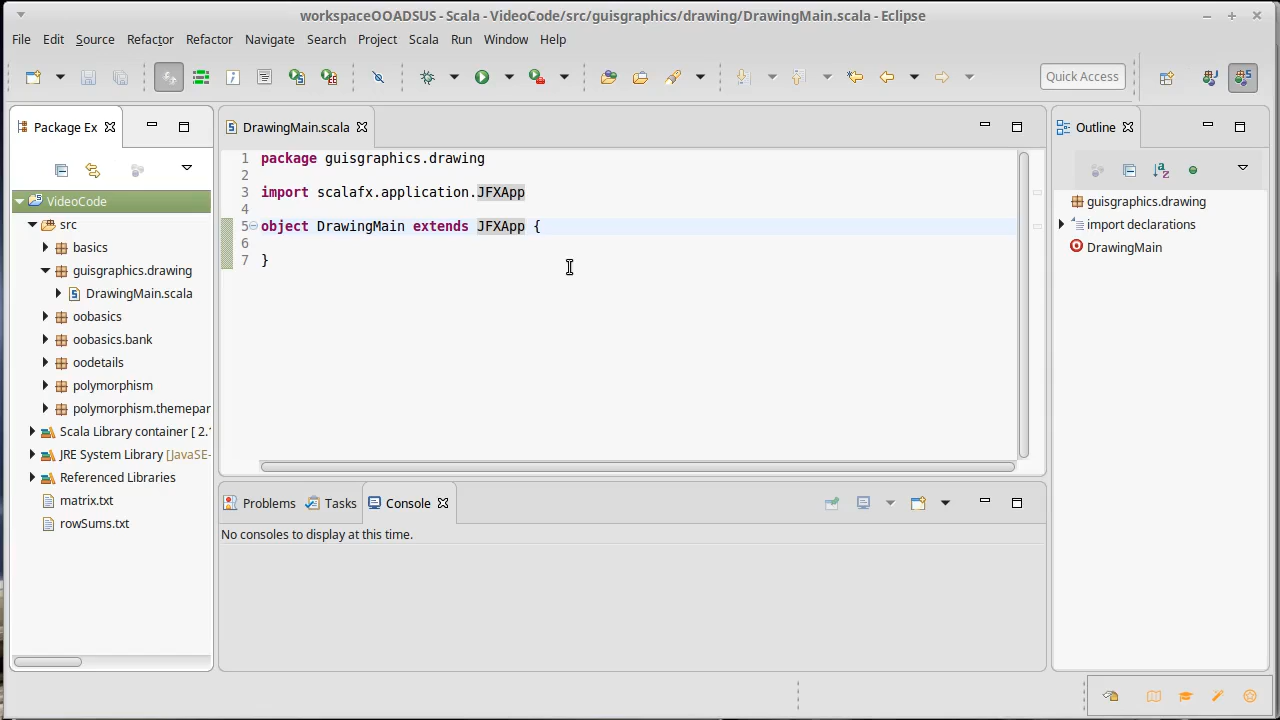 workspaceOOADSUS - Scala - VideoCode/src/guisgraphics/drawing/DrawingMain.scala - Eclipse
File Edit Source Refactor Refactor Navigate Search Project Scala Run Window Help
Quick Access
Package Ex
VideoCode
src
basics
guisgraphics.drawing
DrawingMain.scala
oobasics
oobasics.bank
oodetails
polymorphism
polymorphism.themepar
Scala Library container [ 2.
JRE System Library [JavaSE-
Referenced Libraries
matrix.txt
rowSums.txt
DrawingMain.scala
1 package guisgraphics.drawing
2
3 import scalafx.application.JFXApp
4
5 object DrawingMain extends JFXApp {
6
7 }
Problems Tasks Console
No consoles to display at this time.
Outline
guisgraphics.drawing
import declarations
DrawingMain